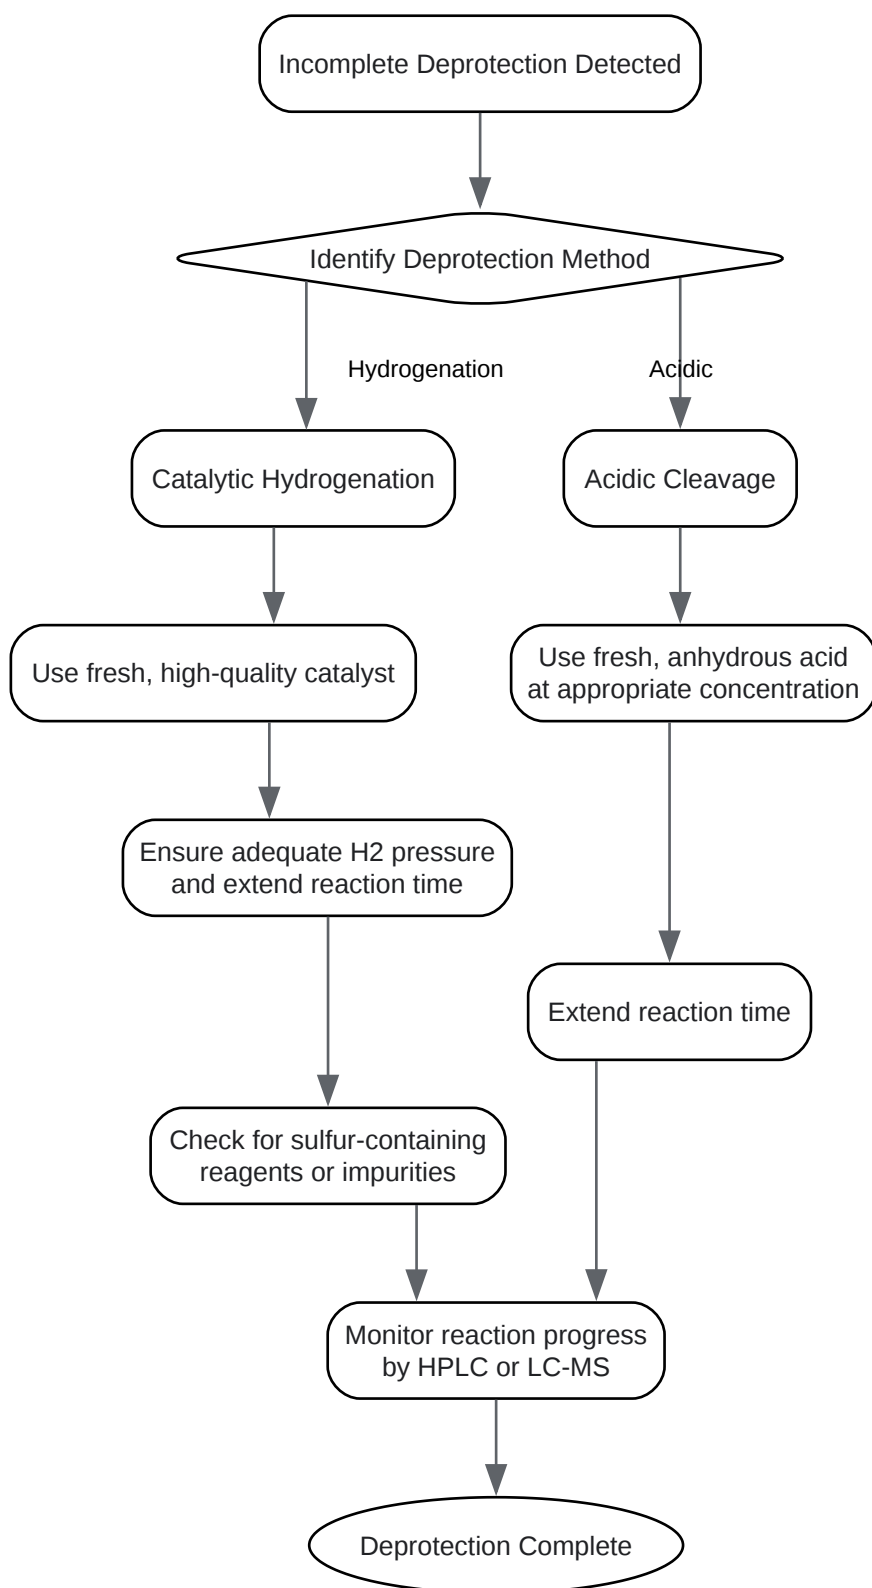 Incomplete Deprotection Detected
Identify Deprotection Method
Hydrogenation
Acidic
Catalytic Hydrogenation
Acidic Cleavage
Use fresh, high-quality catalyst
Use fresh, anhydrous acid
at appropriate concentration
Ensure adequate H2 pressure
and extend reaction time
Extend reaction time
Check for sulfur-containing
reagents or impurities
Monitor reaction progress
by HPLC or LC-MS
Deprotection Complete